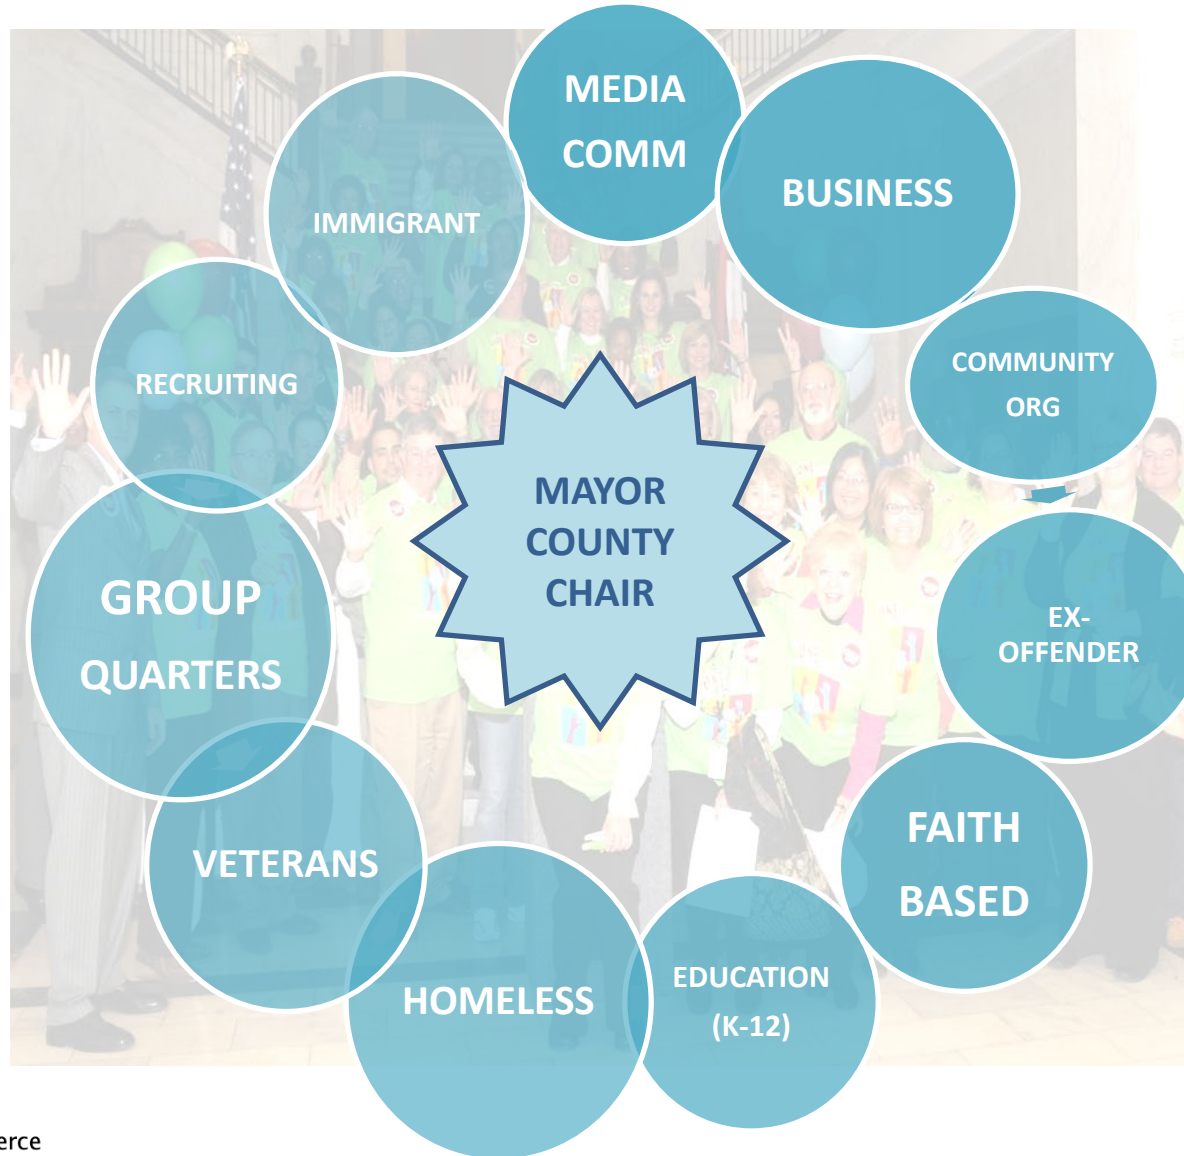 MEDIA
COMM
BUSINESS
IMMIGRANT
COMMUNITY
ORG
RECRUITING
MAYOR
COUNTY
CHAIR
GROUP
QUARTERS
EX-
OFFENDER
FAITH
BASED
VETERANS
HOMELESS
EDUCATION
(K-12)
erce